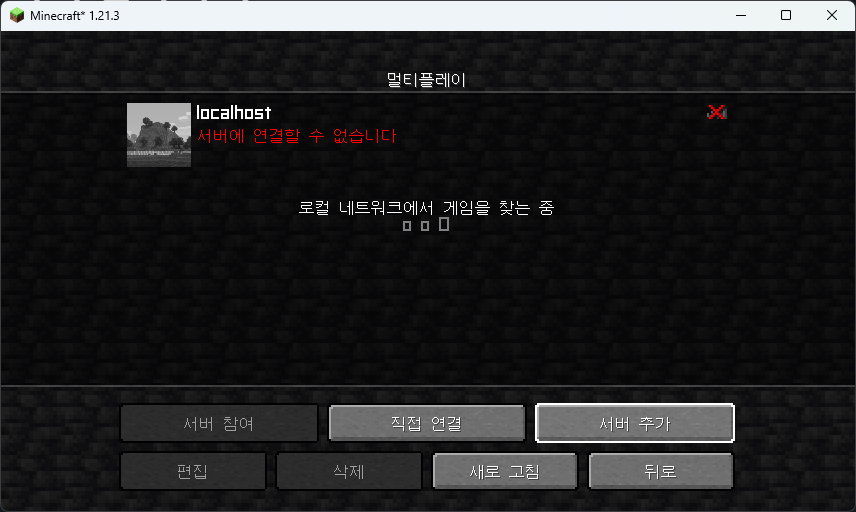 Minecraft* 1.21.3
멀티플레이
localhost
서버에 연결할 수 없습니다
로컬 네트워크에서 게임을 찾는 중
서버 참여
직접 연결
서버 추가
편집
삭제
새로 고침
뒤로